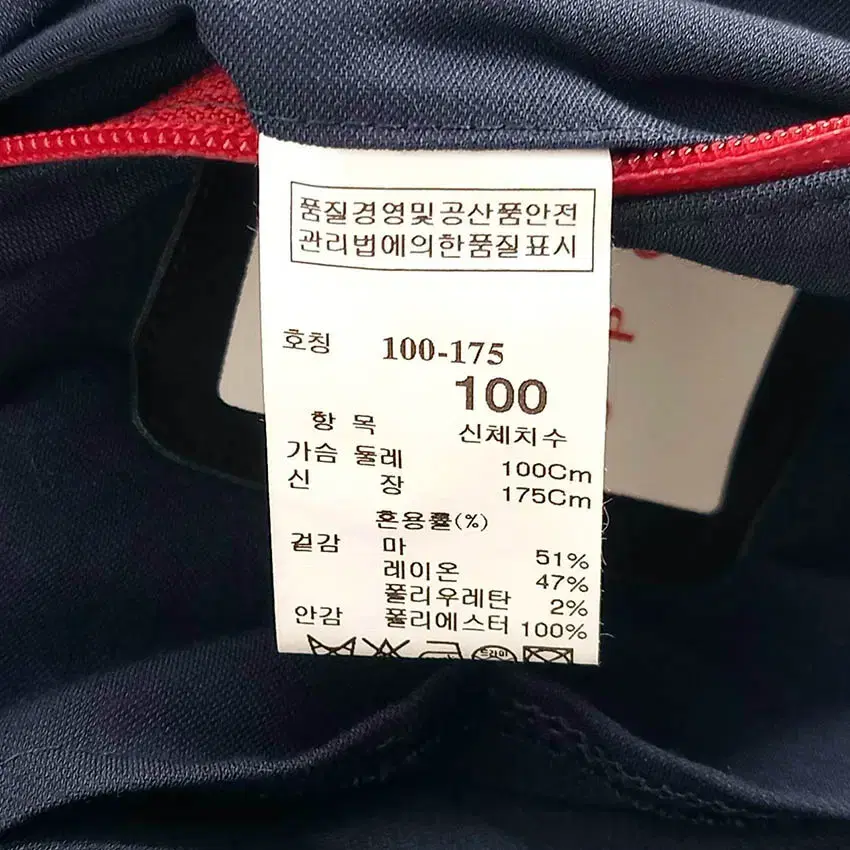 품질경영및공산품안전
관리법에의한품질표시
호칭 100-175
100
항 목 신체치수
가슴 둘레 100Cm
신 장 175Cm
혼용률(%)
겉감 마 51%
레이온 47%
폴리우레탄 2%
안감 폴리에스터 100%
드라이
P